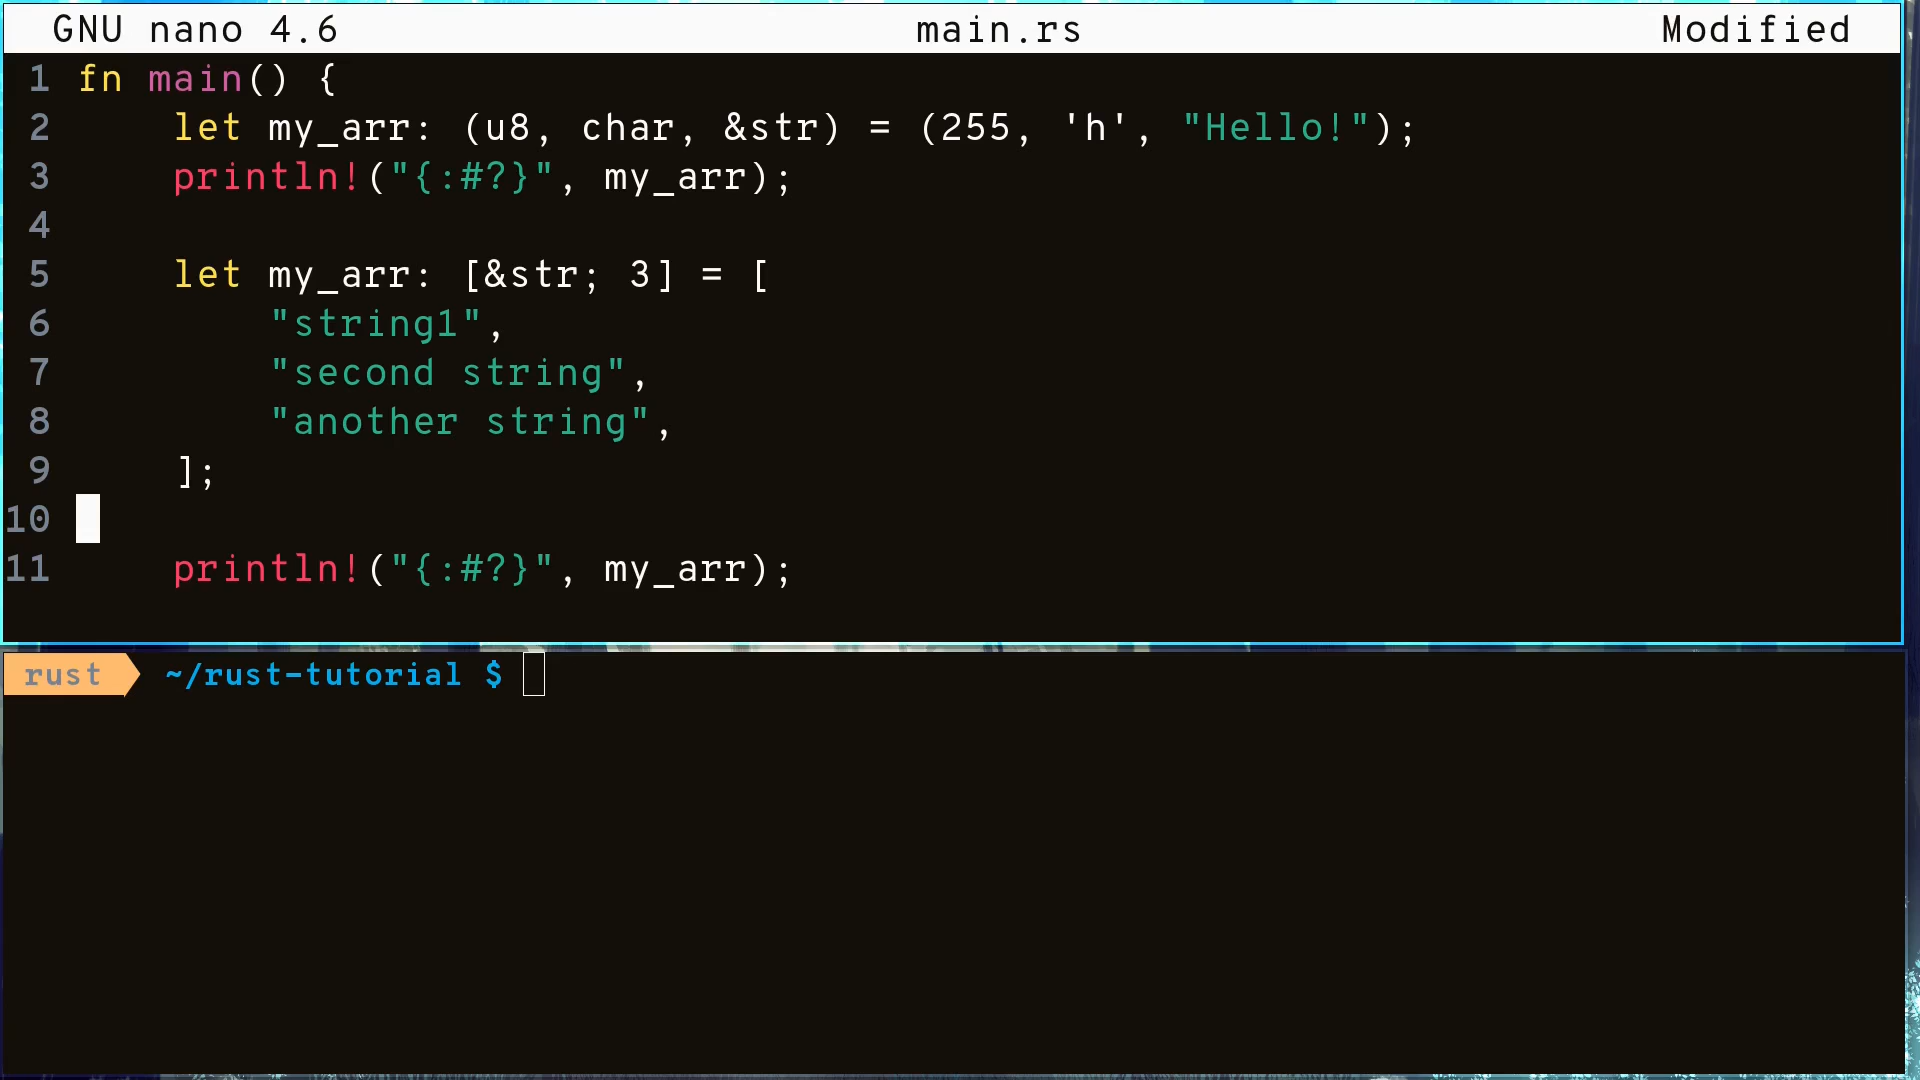 GNU nano 4.6 main.rs Modified
1 fn main() {
2     let my_arr: (u8, char, &str) = (255, 'h', "Hello!");
3     println!("{:#?}", my_arr);
4
5     let my_arr: [&str; 3] = [
6         "string1",
7         "second string",
8         "another string",
9     ];
10
11     println!("{:#?}", my_arr);
rust ~/rust-tutorial $